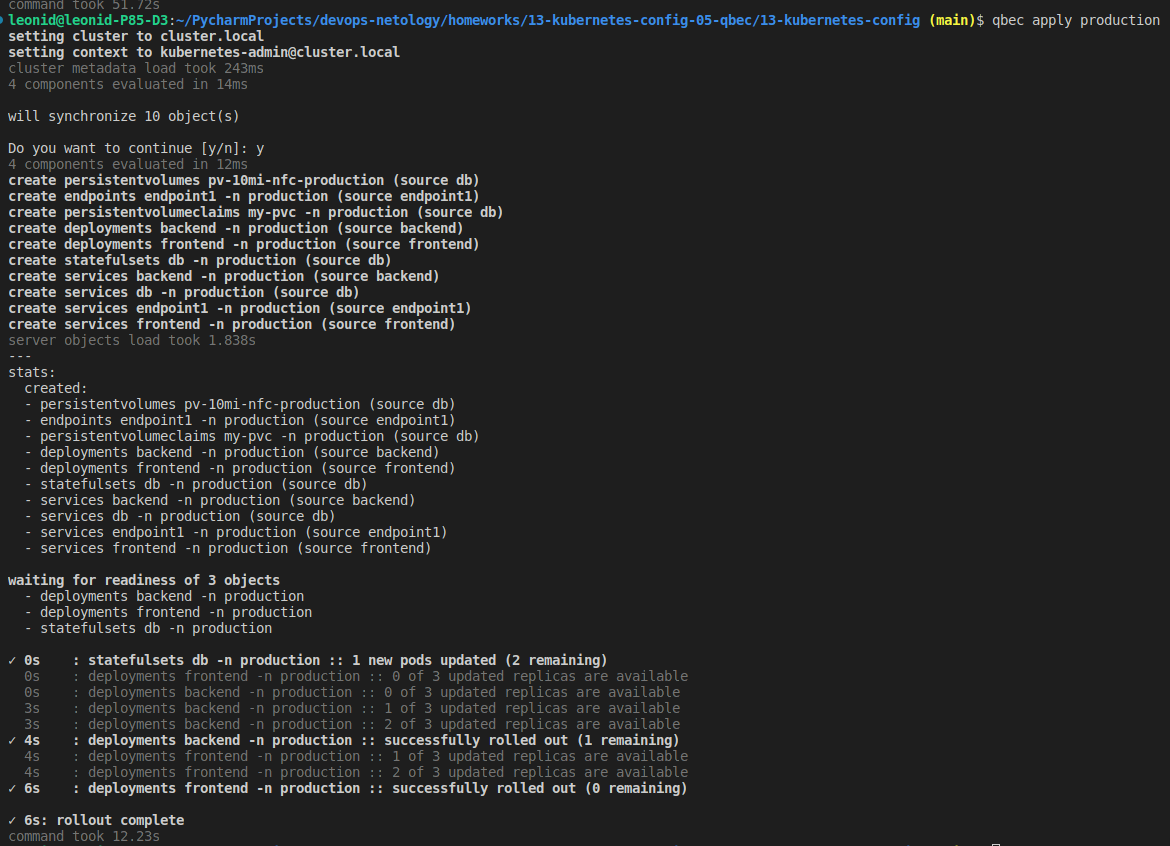 command took 51.72s
leonid@leonid-P85-D3:~/PycharmProjects/devops-netology/homeworks/13-kubernetes-config-05-qbec/13-kubernetes-config (main)$ qbec apply production
setting cluster to cluster.local
setting context to kubernetes-admin@cluster.local
cluster metadata load took 243ms
4 components evaluated in 14ms

will synchronize 10 object(s)

Do you want to continue [y/n]: y
4 components evaluated in 12ms
create persistentvolumes pv-10mi-nfc-production (source db)
create endpoints endpoint1 -n production (source endpoint1)
create persistentvolumeclaims my-pvc -n production (source db)
create deployments backend -n production (source backend)
create deployments frontend -n production (source frontend)
create statefulsets db -n production (source db)
create services backend -n production (source backend)
create services db -n production (source db)
create services endpoint1 -n production (source endpoint1)
create services frontend -n production (source frontend)
server objects load took 1.838s
---
stats:
  created:
  - persistentvolumes pv-10mi-nfc-production (source db)
  - endpoints endpoint1 -n production (source endpoint1)
  - persistentvolumeclaims my-pvc -n production (source db)
  - deployments backend -n production (source backend)
  - deployments frontend -n production (source frontend)
  - statefulsets db -n production (source db)
  - services backend -n production (source backend)
  - services db -n production (source db)
  - services endpoint1 -n production (source endpoint1)
  - services frontend -n production (source frontend)

waiting for readiness of 3 objects
  - deployments backend -n production
  - deployments frontend -n production
  - statefulsets db -n production

✓ 0s    : statefulsets db -n production :: 1 new pods updated (2 remaining)
  0s    : deployments frontend -n production :: 0 of 3 updated replicas are available
  0s    : deployments backend -n production :: 0 of 3 updated replicas are available
  3s    : deployments backend -n production :: 1 of 3 updated replicas are available
  3s    : deployments backend -n production :: 2 of 3 updated replicas are available
✓ 4s    : deployments backend -n production :: successfully rolled out (1 remaining)
  4s    : deployments frontend -n production :: 1 of 3 updated replicas are available
  4s    : deployments frontend -n production :: 2 of 3 updated replicas are available
✓ 6s    : deployments frontend -n production :: successfully rolled out (0 remaining)

✓ 6s: rollout complete
command took 12.23s